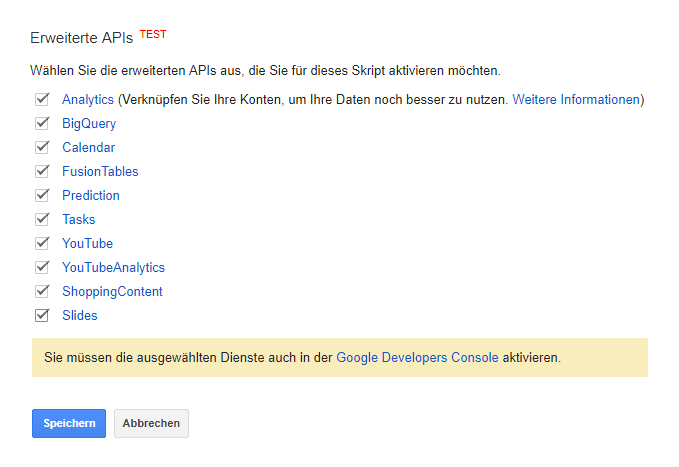 Erweiterte APIs TEST
Wählen Sie die erweiterten APIs aus, die Sie für dieses Skript aktivieren möchten.
Analytics (Verknüpfen Sie Ihre Konten, um Ihre Daten noch besser zu nutzen. Weitere Informationen)
BigQuery
Calendar
FusionTables
Prediction
Tasks
YouTube
YouTubeAnalytics
ShoppingContent
Slides
Sie müssen die ausgewählten Dienste auch in der Google Developers Console aktivieren.
Speichern Abbrechen